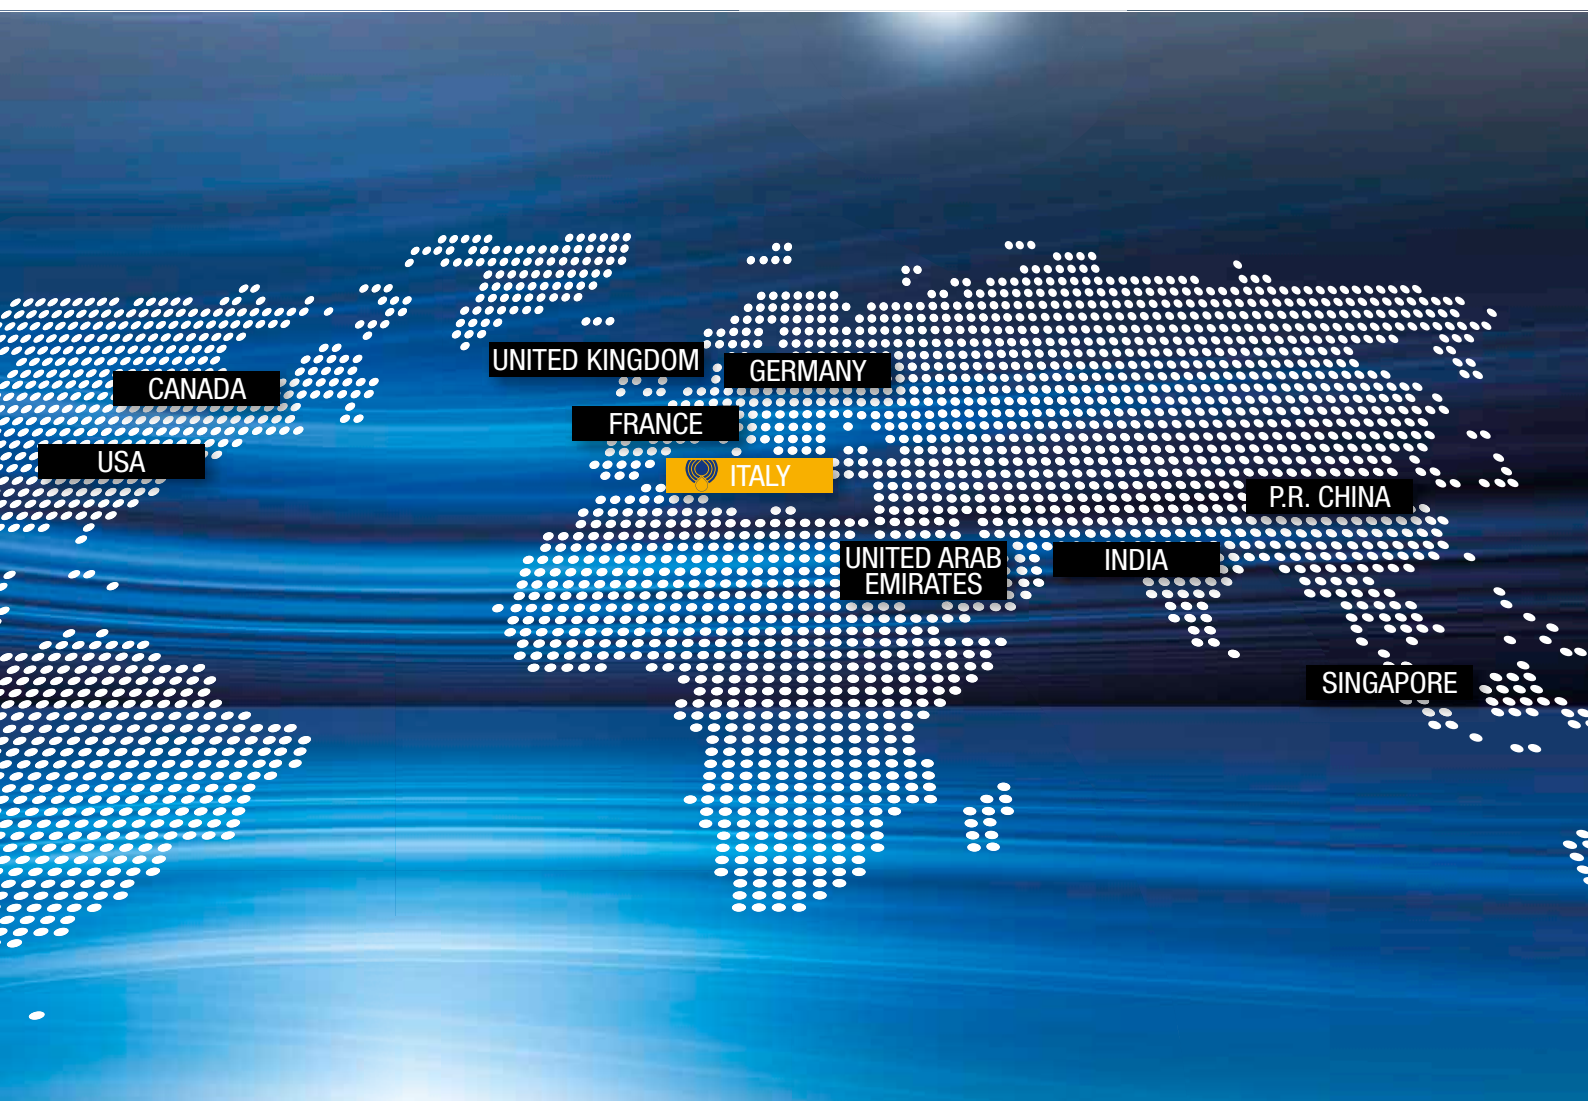 UNITED KINGDOM
GERMANY
CANADA
FRANCE
USA
ITALY
P.R. CHINA
UNITED ARAB
EMIRATES
INDIA
SINGAPORE